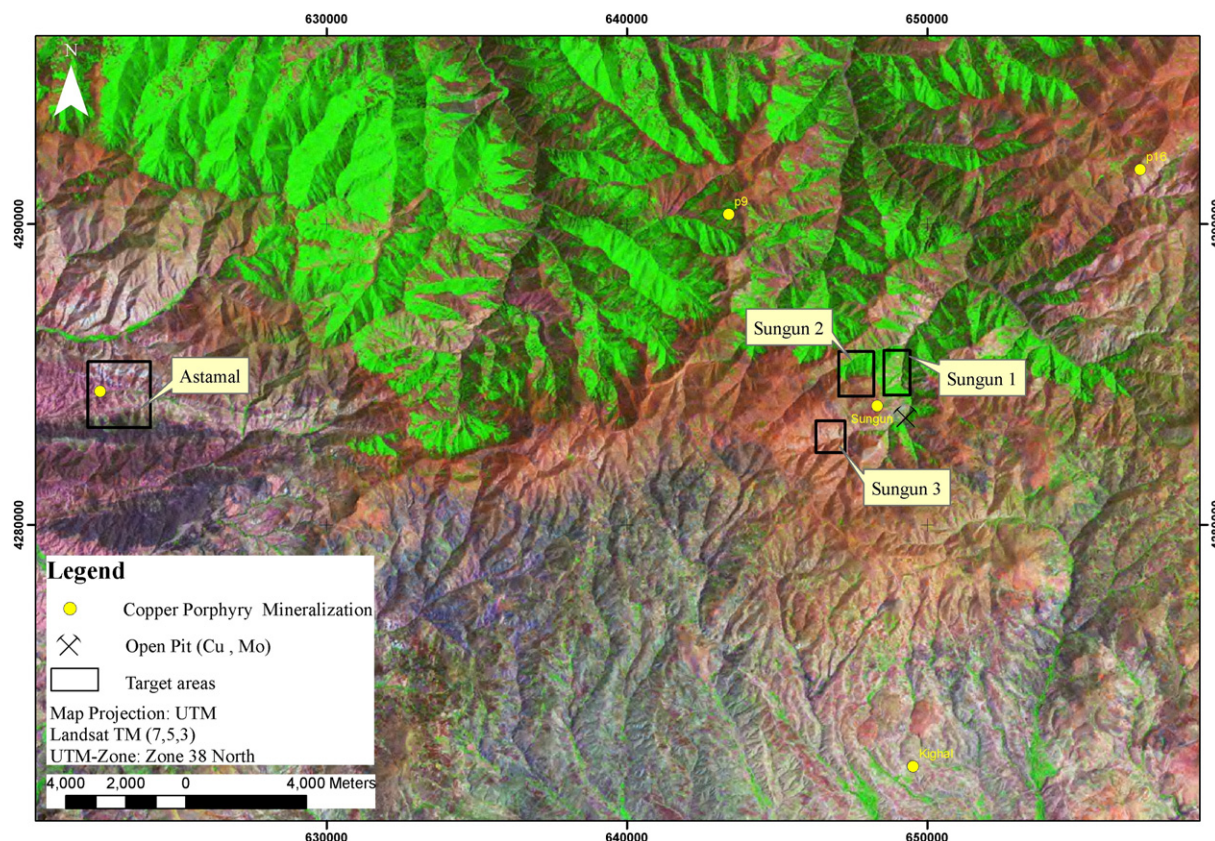 630000
640000
650000
N
p16
p9
4290000
4290000
Sungun 2
Astamal
Sungun 1
Sungun
Sungun 3
4280000
4280000
Legend
Copper Porphyry Mineralization
Open Pit (Cu , Mo)
Target areas
Map Projection: UTM
Landsat TM (7,5,3)
UTM-Zone: Zone 38 North
Kighal
4,000 2,000 0 4,000 Meters
630000
640000
650000